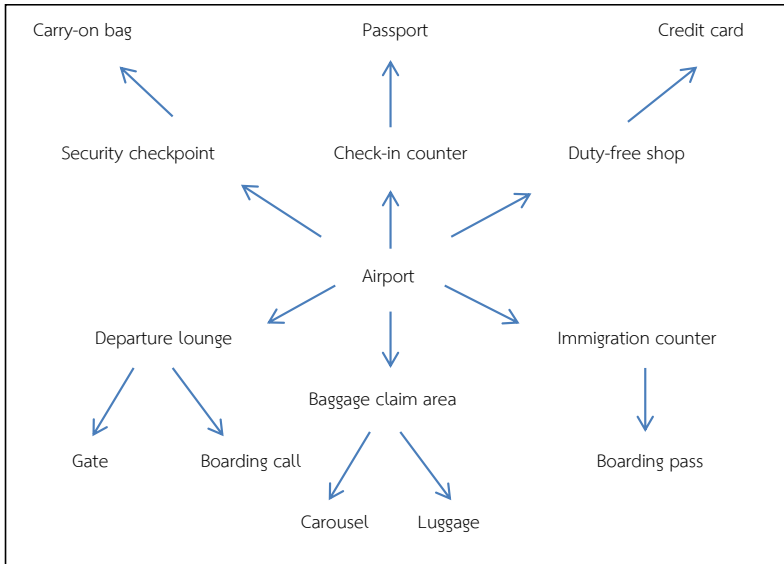 Carry-on bag
Passport
Credit card
Security checkpoint
Check-in counter
Duty-free shop
Airport
Departure lounge
Immigration counter
Baggage claim area
Gate
Boarding call
Boarding pass
Carousel
Luggage